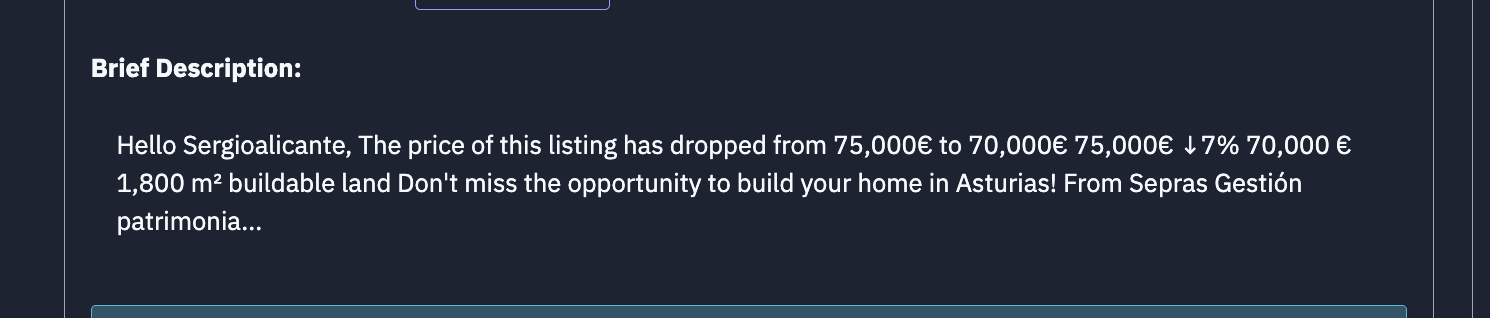 Brief Description:
Hello Sergioalicante, The price of this listing has dropped from 75,000€ to 70,000€ 75,000€ ↓7% 70,000 €
1,800 m² buildable land Don't miss the opportunity to build your home in Asturias! From Sepras Gestión
patrimonia...